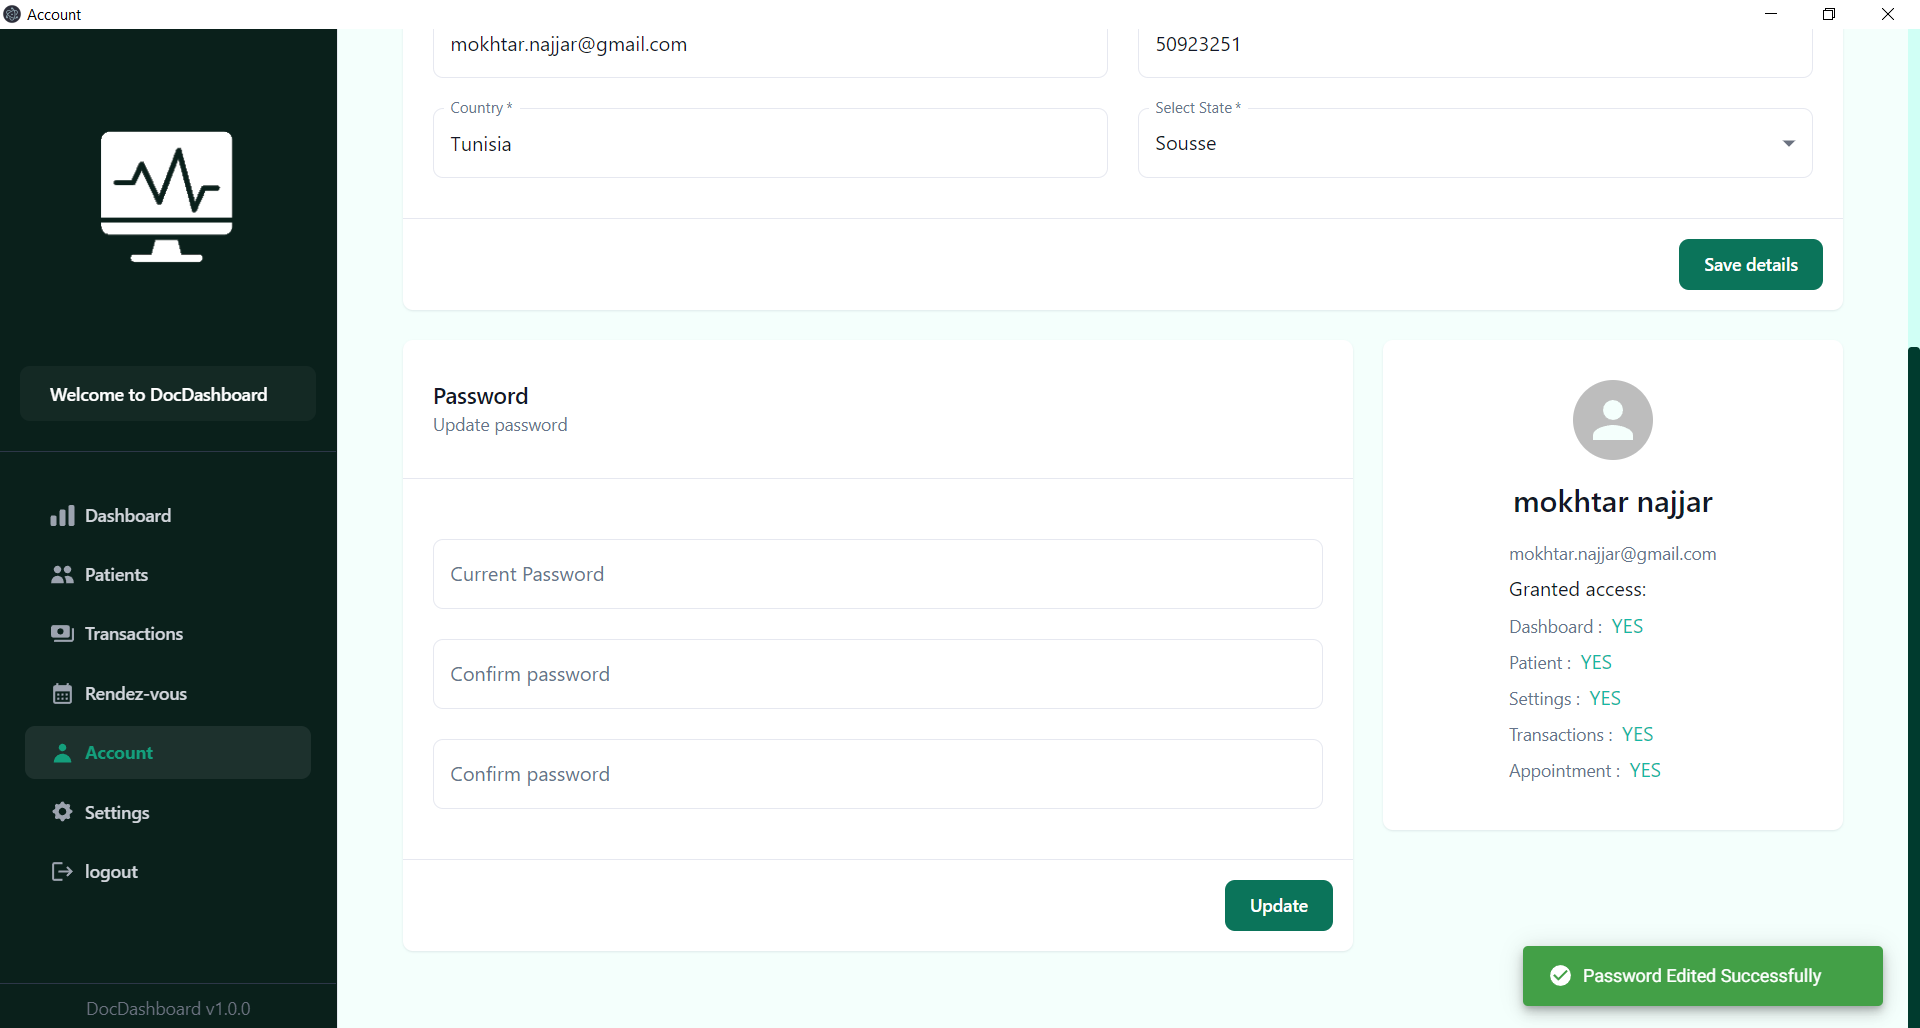 Account
mokhtar.najjar@gmail.com
50923251
Country *
Tunisia
Select State *
Sousse
Save details
Welcome to DocDashboard
Dashboard
Patients
Transactions
Rendez-vous
Account
Settings
logout
DocDashboard v1.0.0
Password
Update password
Current Password
Confirm password
Confirm password
Update
mokhtar najjar
mokhtar.najjar@gmail.com
Granted access:
Dashboard : YES
Patient : YES
Settings : YES
Transactions : YES
Appointment : YES
Password Edited Successfully